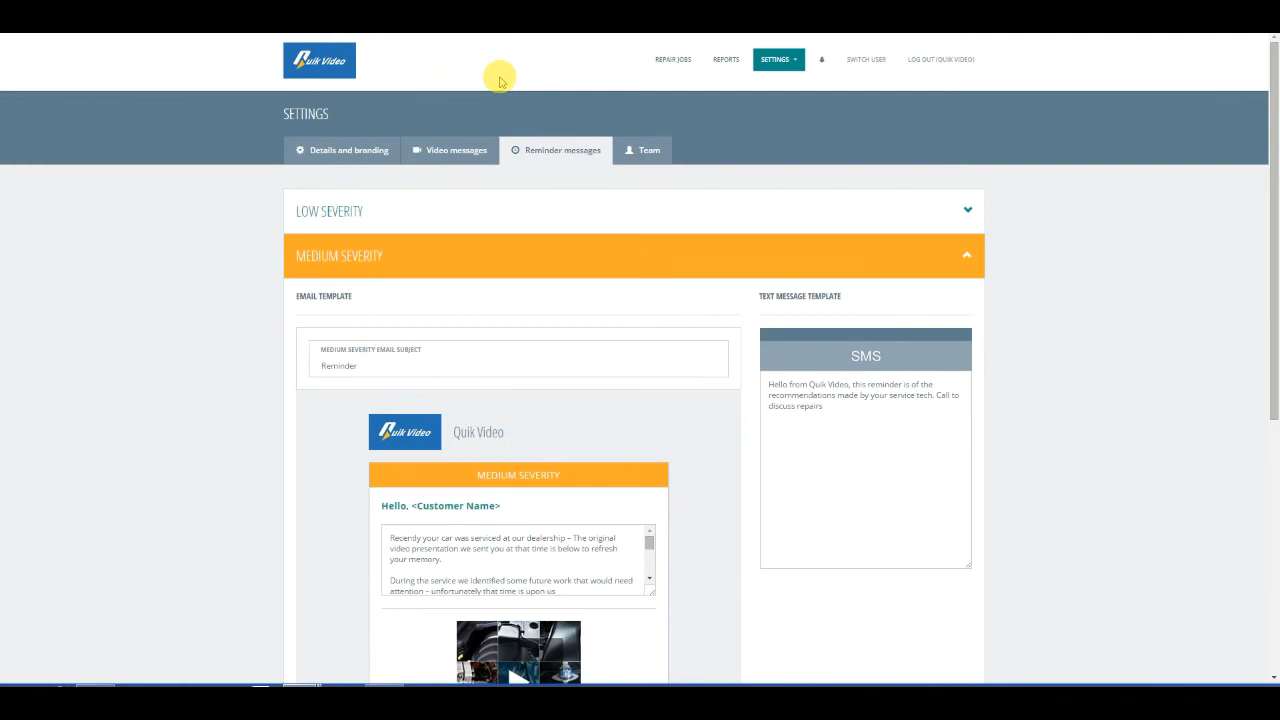 Quik Video
REPAIR JOBS
REPORTS
SETTINGS
SWITCH USER
LOG OUT (QUIK VIDEO)
SETTINGS
Details and branding
Video messages
Reminder messages
Team
LOW SEVERITY
MEDIUM SEVERITY
EMAIL TEMPLATE
MEDIUM SEVERITY EMAIL SUBJECT
Reminder
Quik Video
Quik Video
MEDIUM SEVERITY
Hello, <Customer Name>
Recently your car was serviced at our dealership – The original
video presentation we sent you at that time is below to refresh
your memory.
During the service we identified some future work that would need
attention – unfortunately that time is upon us
TEXT MESSAGE TEMPLATE
SMS
Hello from Quik Video, this reminder is of the
recommendations made by your service tech. Call to
discuss repairs